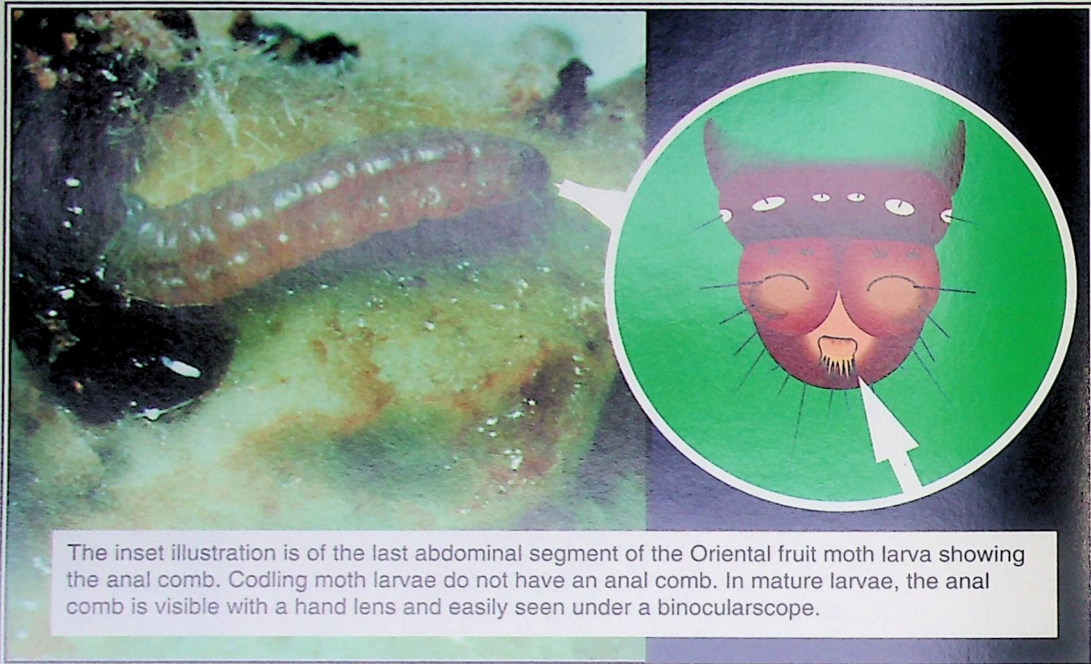 The inset illustration is of the last abdominal segment of the Oriental fruit moth larva showing
the anal comb. Codling moth larvae do not have an anal comb. In mature larvae, the anal
comb is visible with a hand lens and easily seen under a binocularscope.